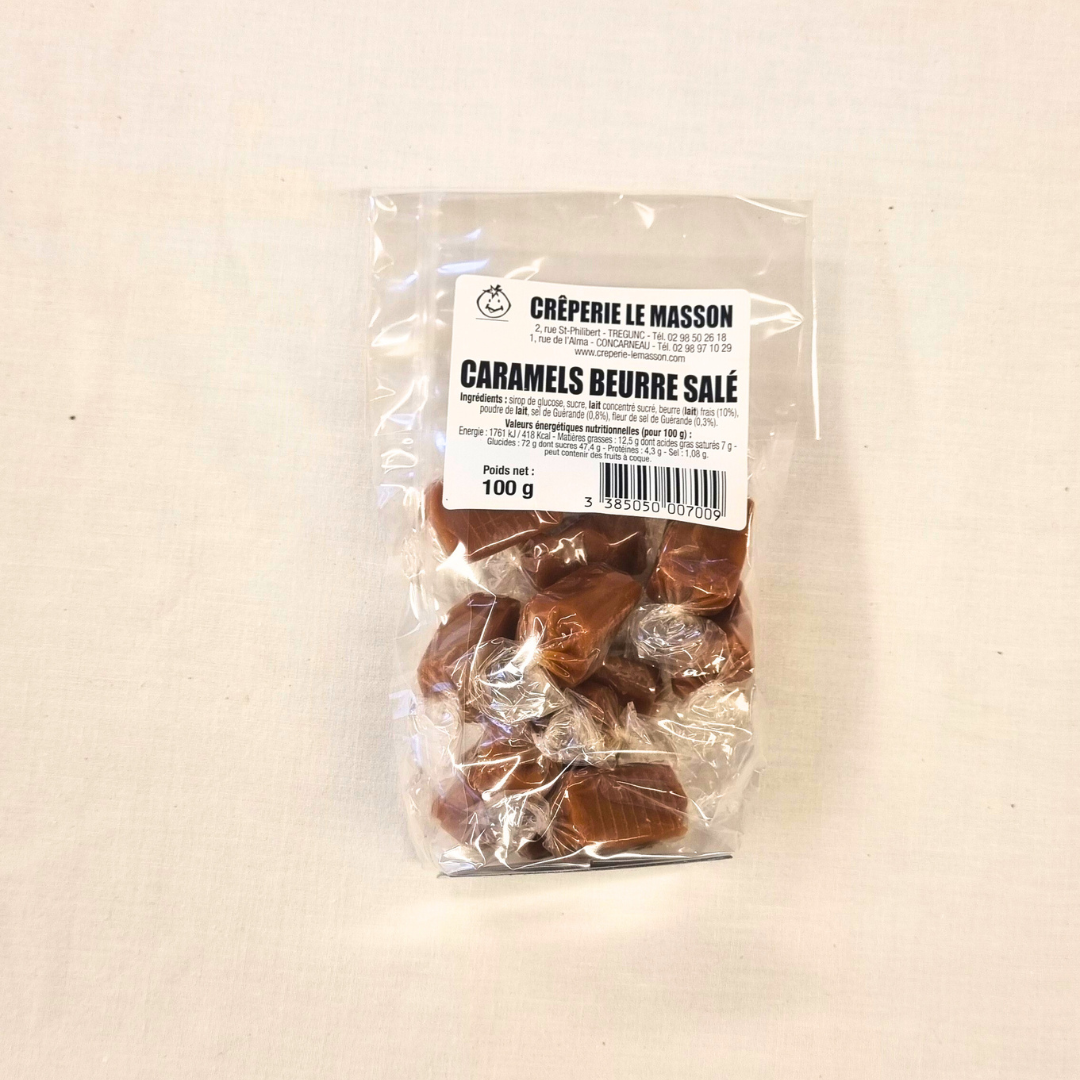 CRÊPERIE LE MASSON
2, rue St-Philibert - TREGUNC - Tél. 02 98 50 26 18
1, rue de l'Alma - CONCARNEAU - Tél. 02 98 97 10 29
www.creperie-lemasson.com
CARAMELS BEURRE SALÉ
Ingrédients : sirop de glucose, sucre, lait concentré sucré, beurre (lait) frais (10%),
poudre de lait, sel de Guérande (0,8%), fleur de sel de Guérande (0,3%).
Valeurs énergétiques nutritionnelles (pour 100 g) :
Energie : 1761 kJ / 418 Kcal - Matières grasses : 12,5 g dont acides gras saturés 7 g -
Glucides : 72 g dont sucres 47,4 g - Protéines : 4,3 g - Sel : 1,08 g.
peut contenir des fruits à coque.
Poids net :
100 g
3 385050 007009